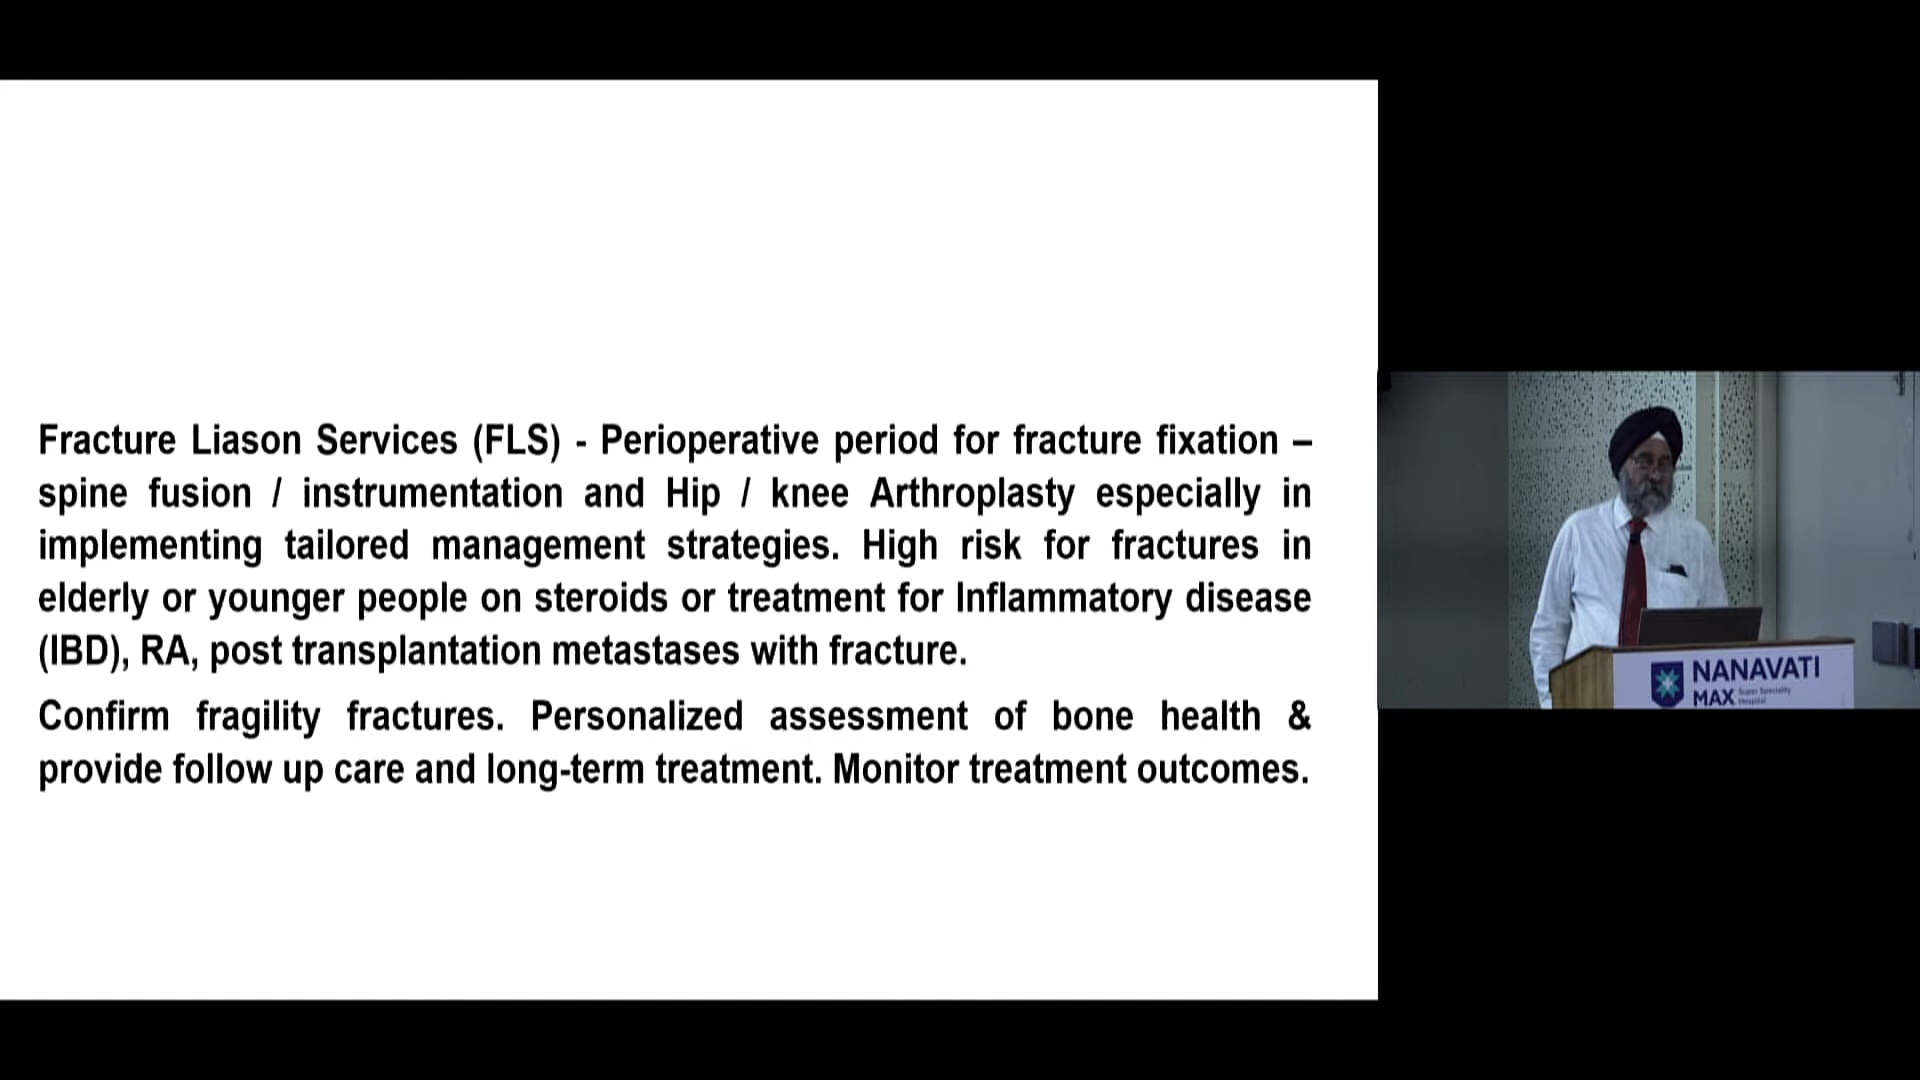 Fracture Liason Services (FLS) - Perioperative period for fracture fixation –
spine fusion / instrumentation and Hip / knee Arthroplasty especially in
implementing tailored management strategies. High risk for fractures in
elderly or younger people on steroids or treatment for Inflammatory disease
(IBD), RA, post transplantation metastases with fracture.
Confirm fragility fractures. Personalized assessment of bone health &
provide follow up care and long-term treatment. Monitor treatment outcomes.
NANAVATI
MAX Super Speciality
Hospital